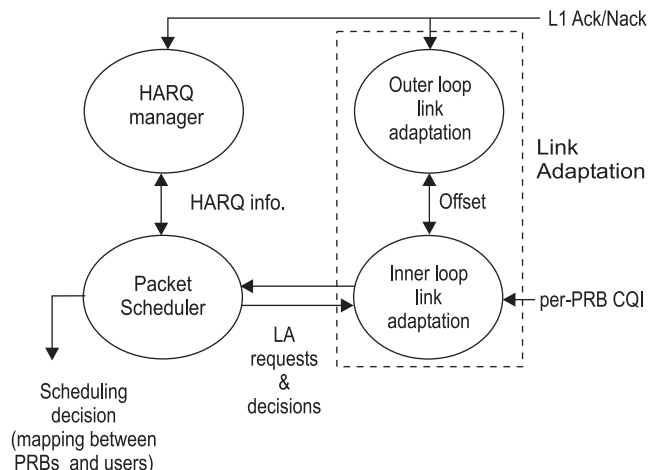 L1 Ack/Nack
HARQ
manager
Outer loop
link
adaptation
Link
Adaptation
HARQ info.
Offset
Packet
Scheduler
Inner loop
link
adaptation
per-PRB CQI
LA
requests
&
decisions
Scheduling
decision
(mapping between
PRBs and users)